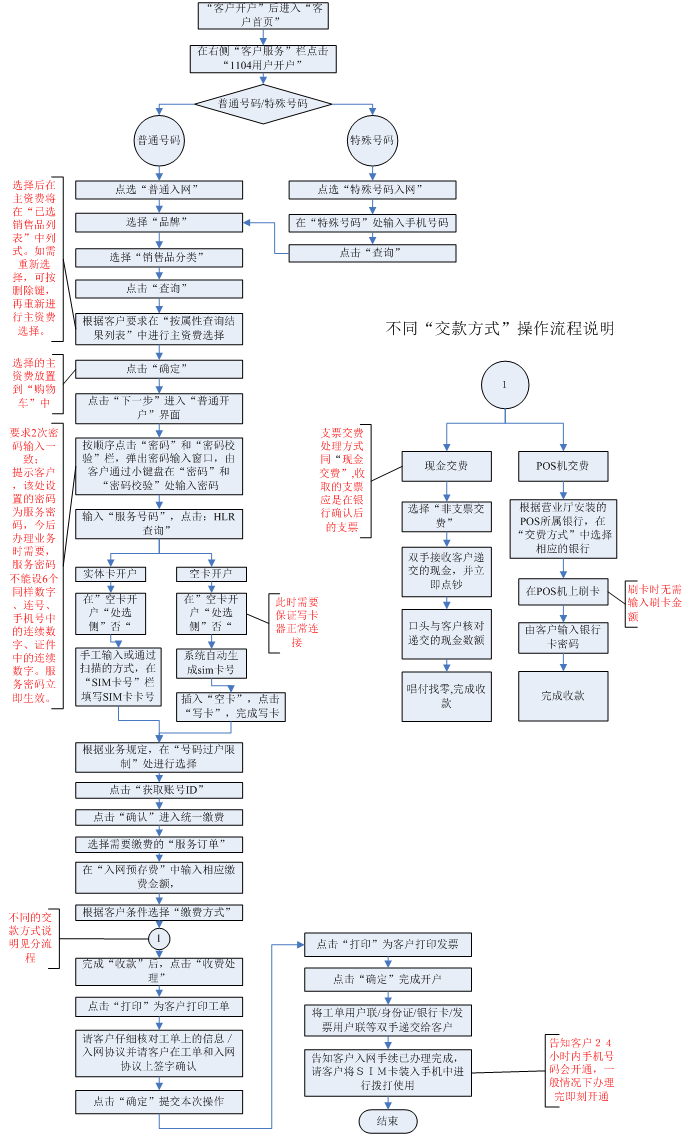 “客户开户”后进入“客
户首页”
在右侧“客户服务”栏点击
“1104用户开户”
普通号码/特殊号码
普通号码
特殊号码
点选“普通入网”
点选“特殊号码入网”
选择“品牌”
在“特殊号码”处输入手机号码
点击“查询”
选择“销售品分类”
点击“查询”
根据客户要求在“按属性查询结
果列表”中进行主资费选择
选择后在
主资费将
在“已选
销售品列
表”中列
式。如需
重新选
择，可按
删除键，
再重新进
行主资费
选择。
点击“确定”
选择的主
资费放置
到“购物
车”中
点击“下一步”进入“普通开
户”界面
按顺序点击“密码”和“密码校
验”栏，弹出密码输入窗口，由
客户通过小键盘在“密码”和
“密码校验”处输入密码
要求2次密
码输入一
致；
提示客户
，该处设
置的密码
为服务密
码，今后
办理业务
时需要，
服务密码
不能设6个
同样数字
、连号、
手机号中
的连续数
字、证件
中的连续
数字。服
务密码立
即生效。
输入“服务号码”，点击：HLR
查询”
实体卡开户
空卡开户
在”空卡开
户“处选
侧”否“
在”空卡开
户“处选
侧”否“
此时需要
保证写卡
器正常连
接
手工输入或通过
扫描的方式，在
“SIM卡号”栏
填写SIM卡卡号
系统自动生
成sim卡号
插入“空卡”，点击
“写卡”，完成写卡
根据业务规定，在“号码过户限
制”处进行选择
点击“获取账号ID”
点击“确认”进入统一缴费
选择需要缴费的“服务订单”
在“入网预存费”中输入相应缴
费金额，
根据客户条件选择“缴费方式”
1
不同的交
款方式说
明见分流
程
完成“收款”后，点击“收费处
理”
点击“打印”为客户打印工单
请客户仔细核对工单上的信息／
入网协议并请客户在工单和入网
协议上签字确认
点击“确定”提交本次操作
点击“打印”为客户打印发票
点击“确定”完成开户
将工单用户联/身份证/银行卡/发
票用户联等双手递交给客户
告知客户入网手续已办理完成，
请客户将ＳＩＭ卡装入手机中进
行拨打使用
告知客户２４
小时内手机号
码会开通，一
般情况下办理
完即刻开通
结束
不同“交款方式”操作流程说明
1
支票交费
处理方式
同“现金
交费”,收
取的支票
应是在银
行确认后
的支票
现金交费
选择“非支票交
费”
双手接收客户递
交的现金，并立
即点钞
口头与客户核对
递交的现金数额
唱付找零,完成收
款
POS机交费
根据营业厅安装的
POS所属银行，在
“交费方式”中选择
相应的银行
在POS机上刷卡
刷卡时无需
输入刷卡金
额
由客户输入银行
卡密码
完成收款